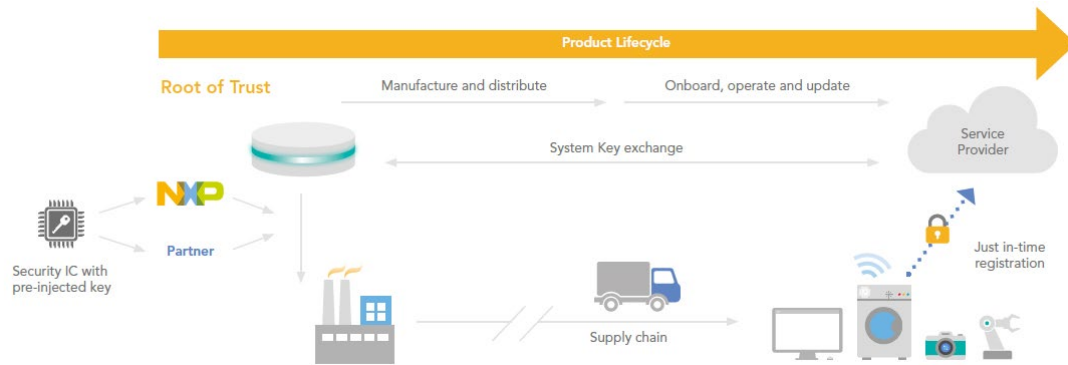 Product Lifecycle
Root of Trust
Manufacture and distribute
Onboard, operate and update
System Key exchange
Service
Provider
NXP
Partner
Security IC with
pre-injected key
Just in-time
registration
Supply chain